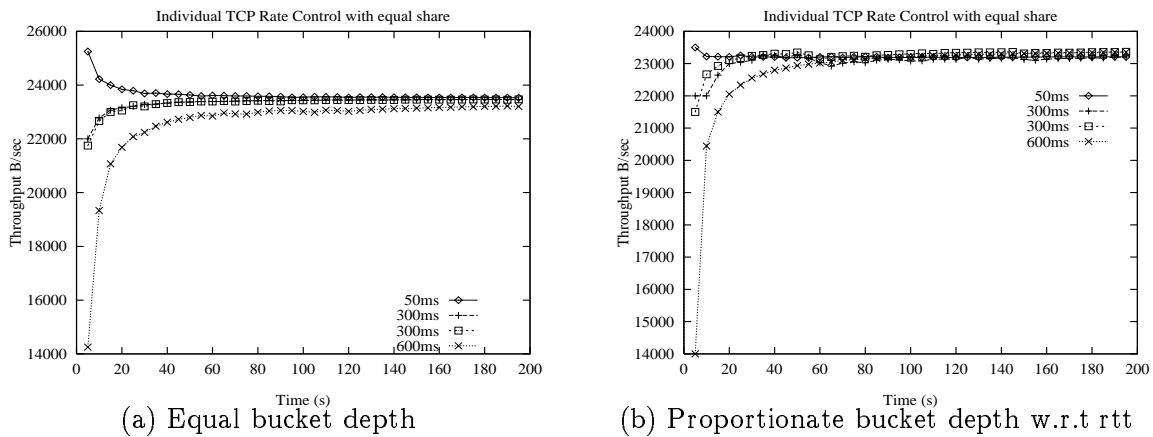 Individual TCP Rate Control with equal share
26000
24000
22000
20000
18000
16000
14000
Throughput B/sec
50ms
300ms
300ms
600ms
0 20 40 60 80 100 120 140 160 180 200
Time (s)
(a) Equal bucket depth
Individual TCP Rate Control with equal share
24000
23000
22000
21000
20000
19000
18000
17000
16000
15000
14000
Throughput B/sec
50ms
300ms
300ms
600ms
0 20 40 60 80 100 120 140 160 180 200
Time (s)
(b) Proportionate bucket depth w.r.t rtt